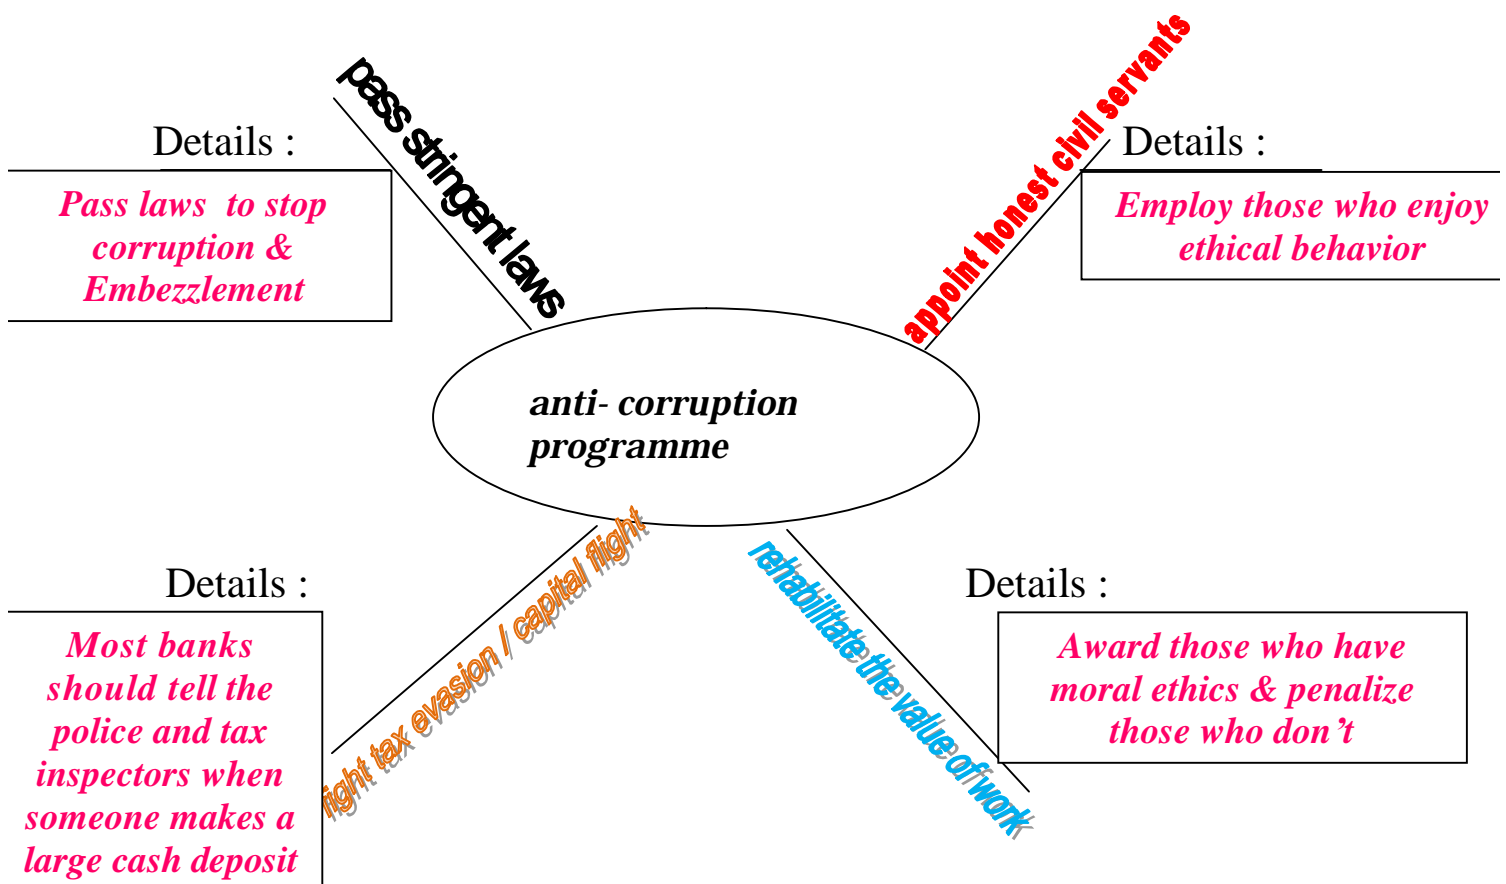 pass stringent laws
appoint honest civil servants
Details :
Pass laws to stop
corruption &
Embezzlement
Details :
Employ those who enjoy
ethical behavior
anti- corruption
programme
fight tax evasion / capital flight
rehabilitate the value of work
Details :
Most banks
should tell the
police and tax
inspectors when
someone makes a
large cash deposit
Details :
Award those who have
moral ethics & penalize
those who don’t